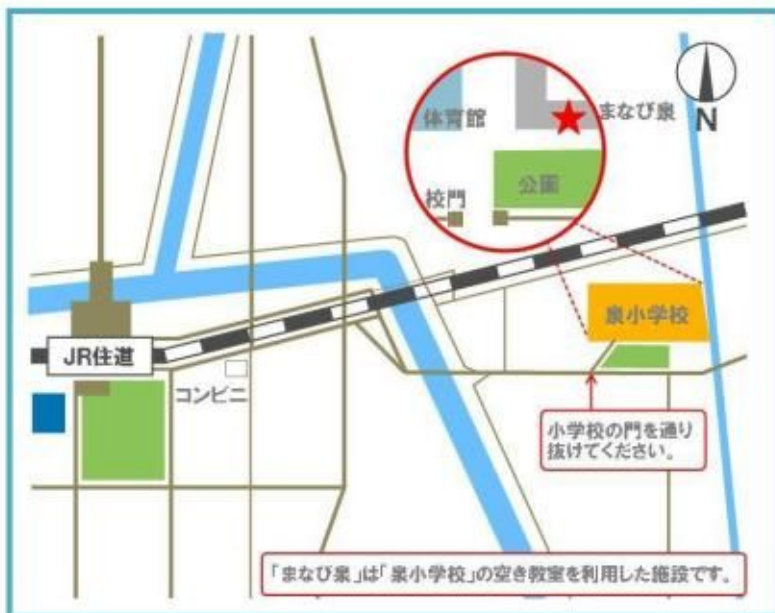 体育館
まなび泉
N
公園
校門
泉小学校
JR住道
コンビニ
小学校の門を通り
抜けてください。
「まなび泉」は「泉小学校」の空き教室を利用した施設です。